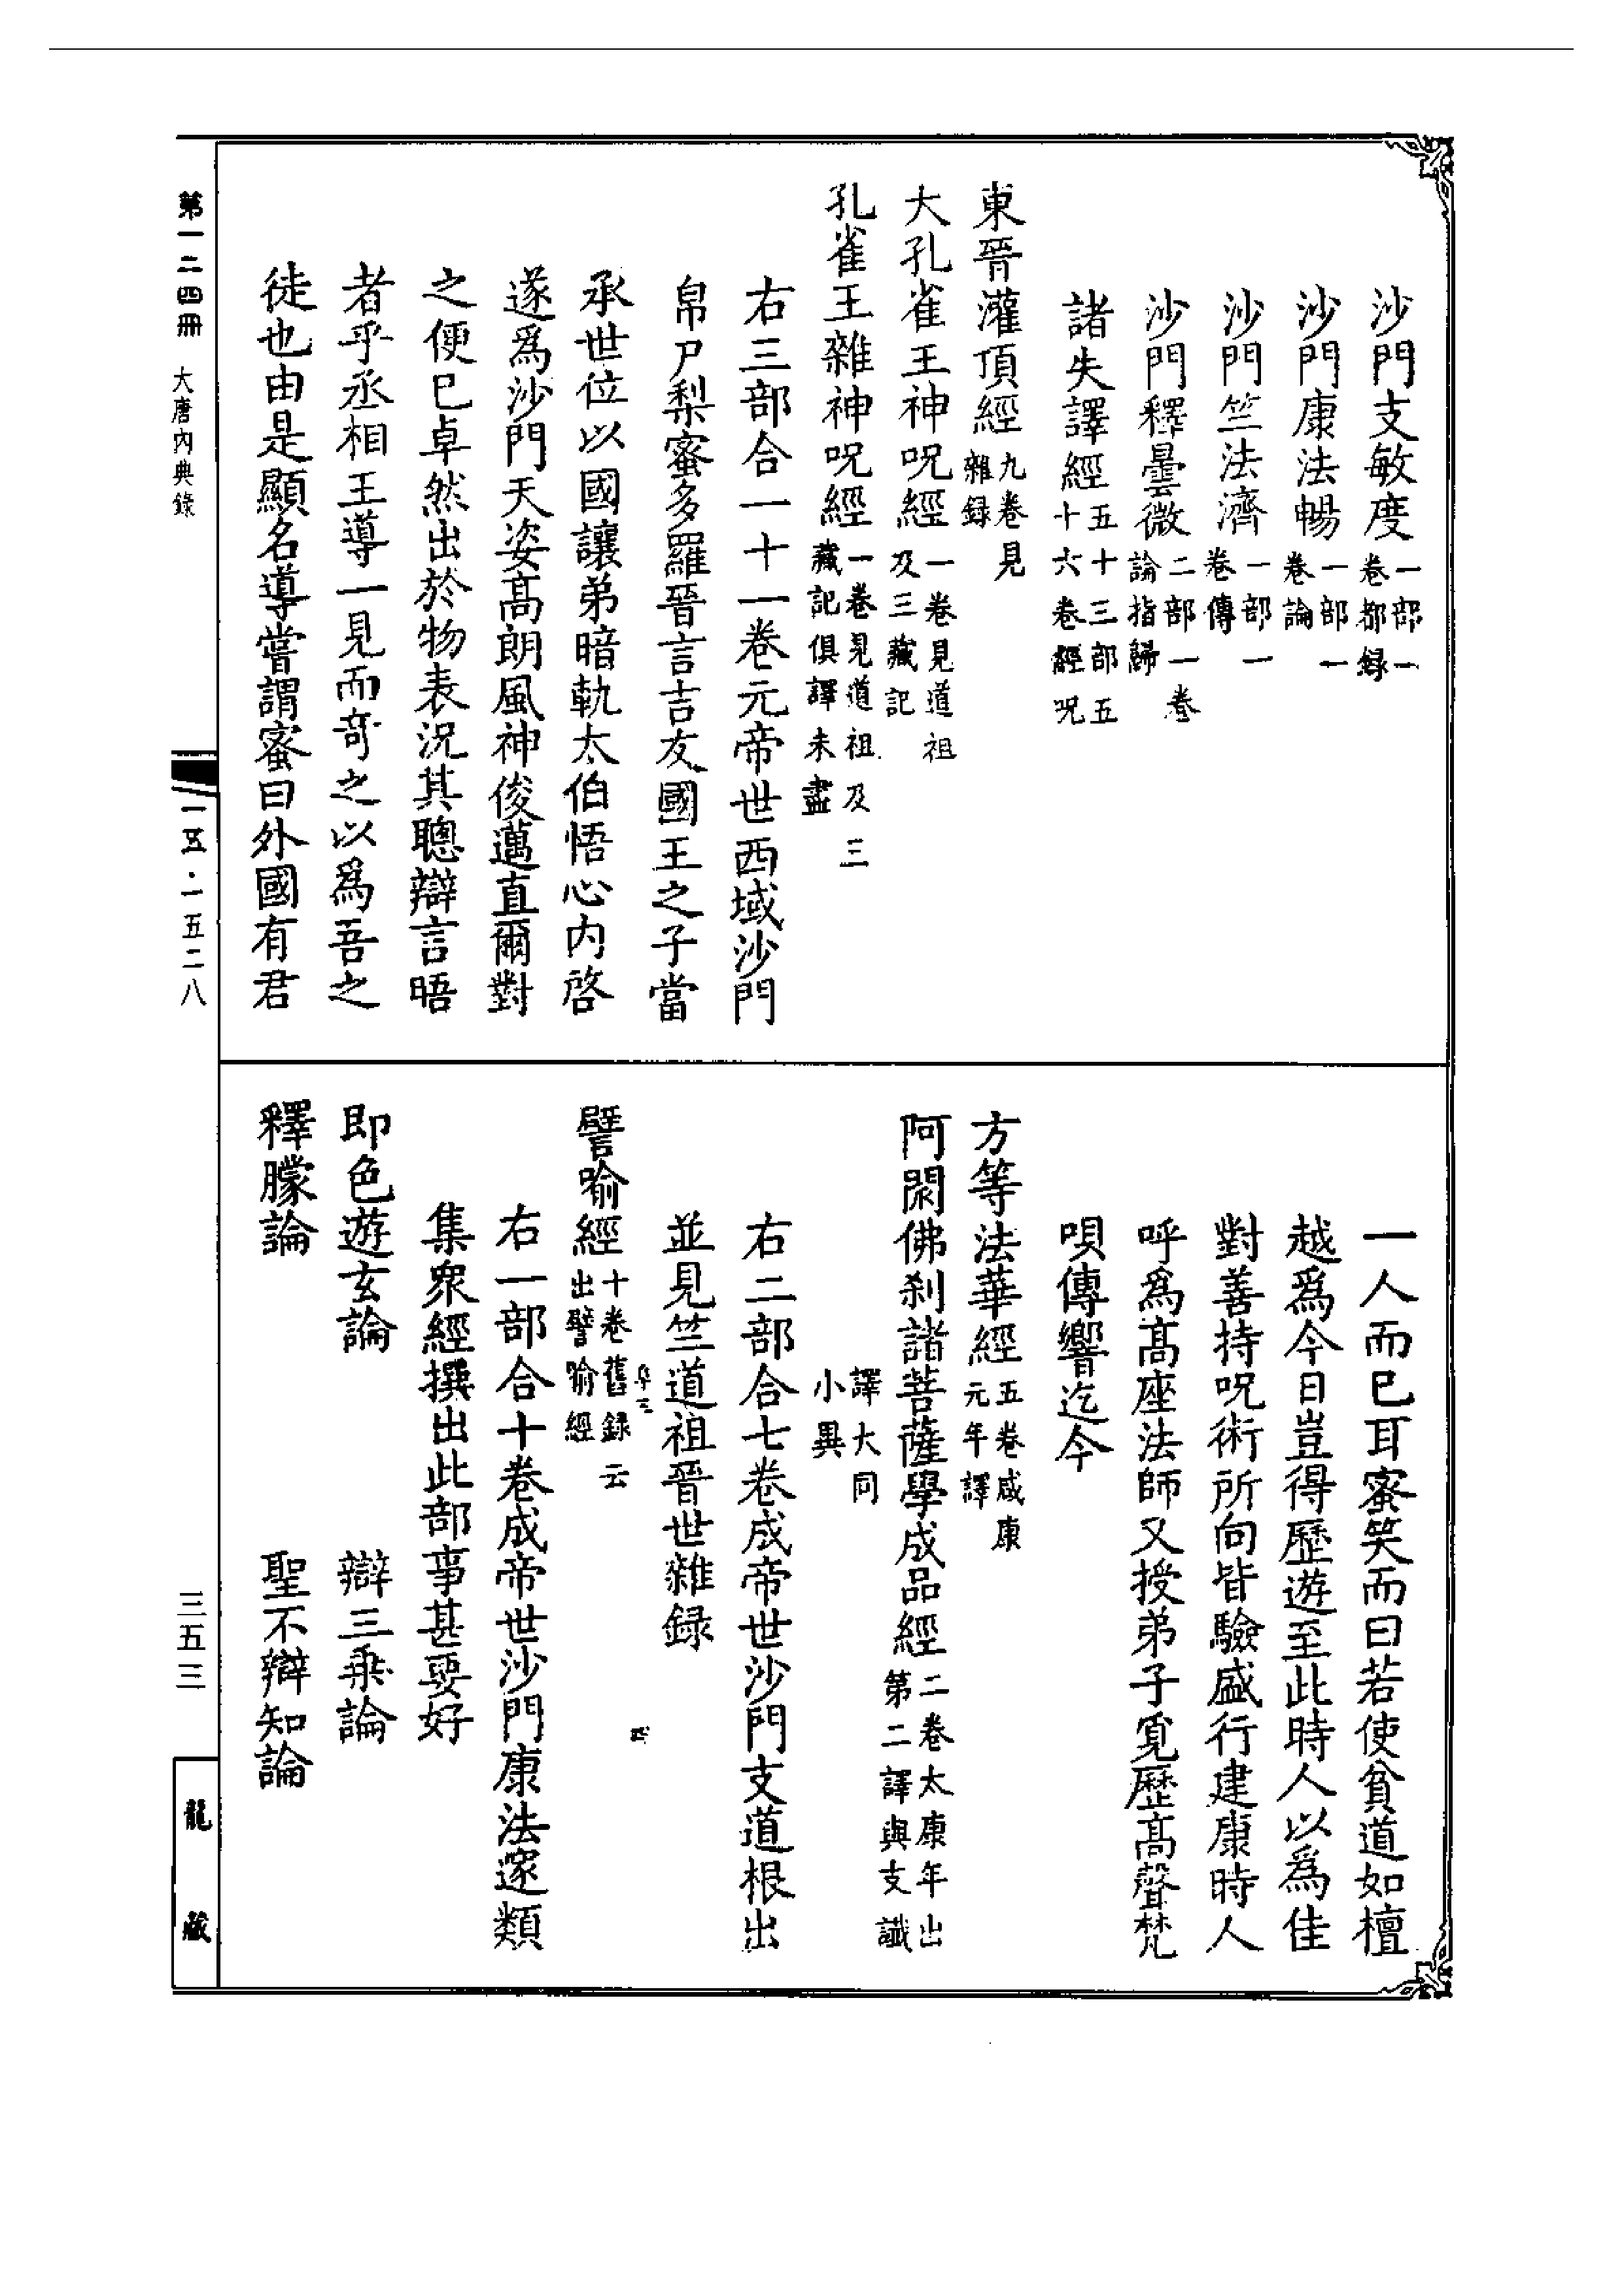 沙門支敏度一部一卷都録
沙門康法暢一部一卷論
沙門竺法濟一部一卷傳
沙門釋曇微二部一卷論指歸
諸失譯經五十三部五十六卷經呪
東晉灌頂經九卷見雜録
大孔雀王神呪經一卷見道祖及三藏記
孔雀王雜神呪經一卷見道祖及三藏記俱譯未盡
右三部合一十一卷元帝世西域沙門
帛尸梨蜜多羅晉言吉友國王之子當
承世位以國讓弟暗軌太伯悟心内啓
遂爲沙門天姿髙朗風神俊邁直爾對
之便已卓然出於物表況其聰辯言晤
者乎丞相王導一見而竒之以爲吾之
徒也由是顯名導嘗謂蜜曰外國有君
一人而已耳蜜笑而曰若使貧道如檀
越爲今日豈得歷遊至此時人以爲佳
對善持呪術所向皆驗盛行建康時人
呼爲髙座法師又授弟子覓歷髙聲梵
唄傳響迄今
方等法華經五卷咸康元年譯
阿閦佛刹諸菩薩學成品經二卷太康年出第二譯與支讖
譯大同小異
右二部合七卷成帝世沙門支道根出
並見竺道祖晉世雜録
譬喻經十卷舊録云出譬喻經
右一部合十卷成帝世沙門康法邃類
集衆經撰出此部事甚要好
即色遊玄論 辯三乘論
釋朦論 聖不辯知論
第一二四冊 大唐内典錄
一五·一五二八
三五三
龍藏